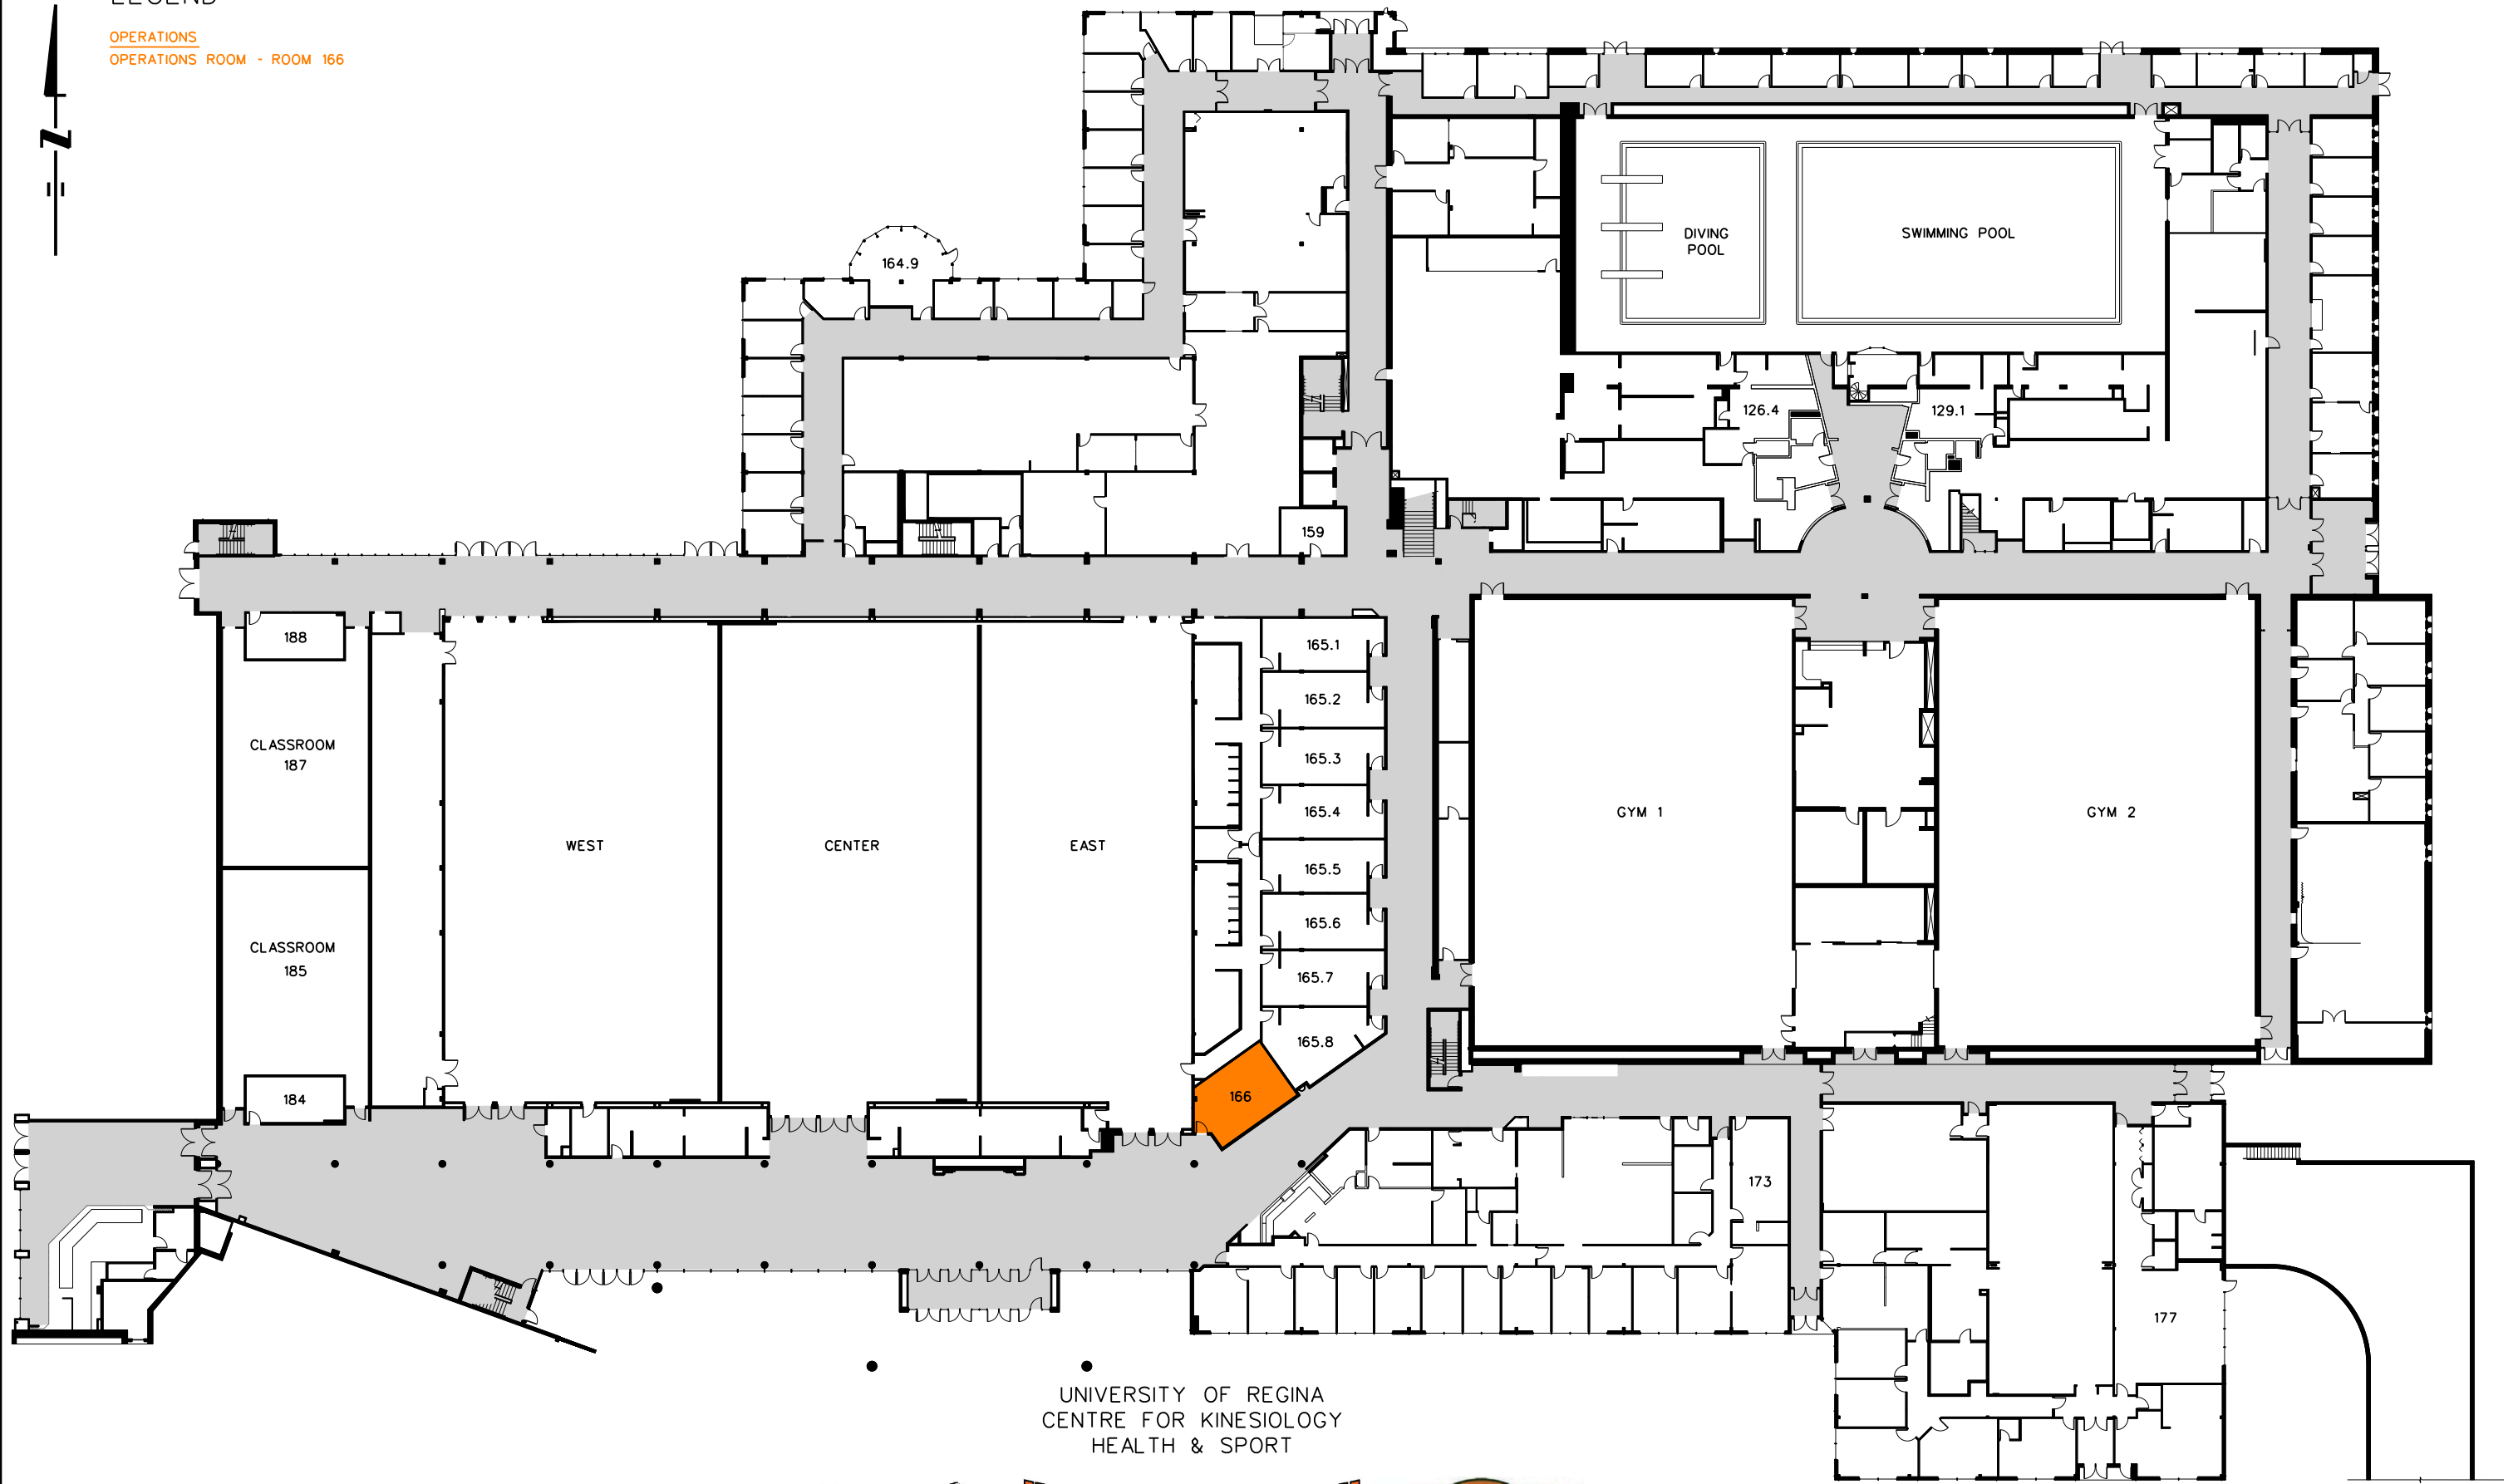 LEGEND
OPERATIONS
OPERATIONS ROOM - ROOM 166
N
164.9
DIVING
POOL
SWIMMING POOL
126.4
129.1
159
188
165.1
165.2
CLASSROOM
187
165.3
165.4
GYM 1
GYM 2
WEST
CENTER
EAST
165.5
165.6
CLASSROOM
185
165.7
165.8
184
166
173
177
UNIVERSITY OF REGINA
CENTRE FOR KINESIOLOGY
HEALTH & SPORT